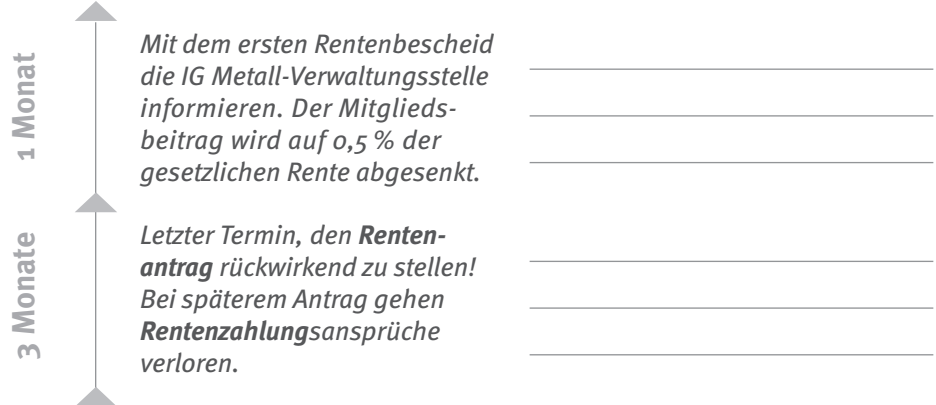 1 Monat
Mit dem ersten Rentenbescheid
die IG Metall-Verwaltungsstelle
informieren. Der Mitglieds-
beitrag wird auf 0,5 % der
gesetzlichen Rente abgesenkt.
3 Monate
Letzter Termin, den Renten-
antrag rückwirkend zu stellen!
Bei späterem Antrag gehen
Rentenzahlungsansprüche
verloren.